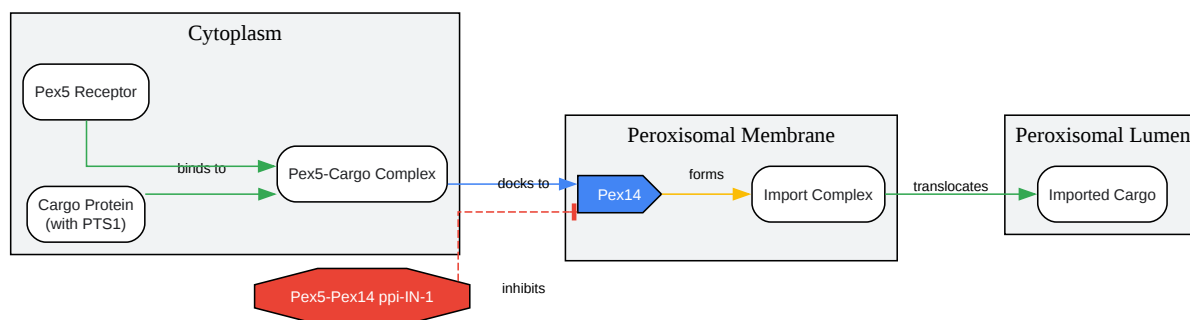 Cytoplasm
Pex5 Receptor
binds to
Pex5-Cargo Complex
Cargo Protein
(with PTS1)
docks to
Peroxisomal Membrane
Pex14
forms
Import Complex
translocates
Peroxisomal Lumen
Imported Cargo
Pex5-Pex14 ppi-IN-1
inhibits